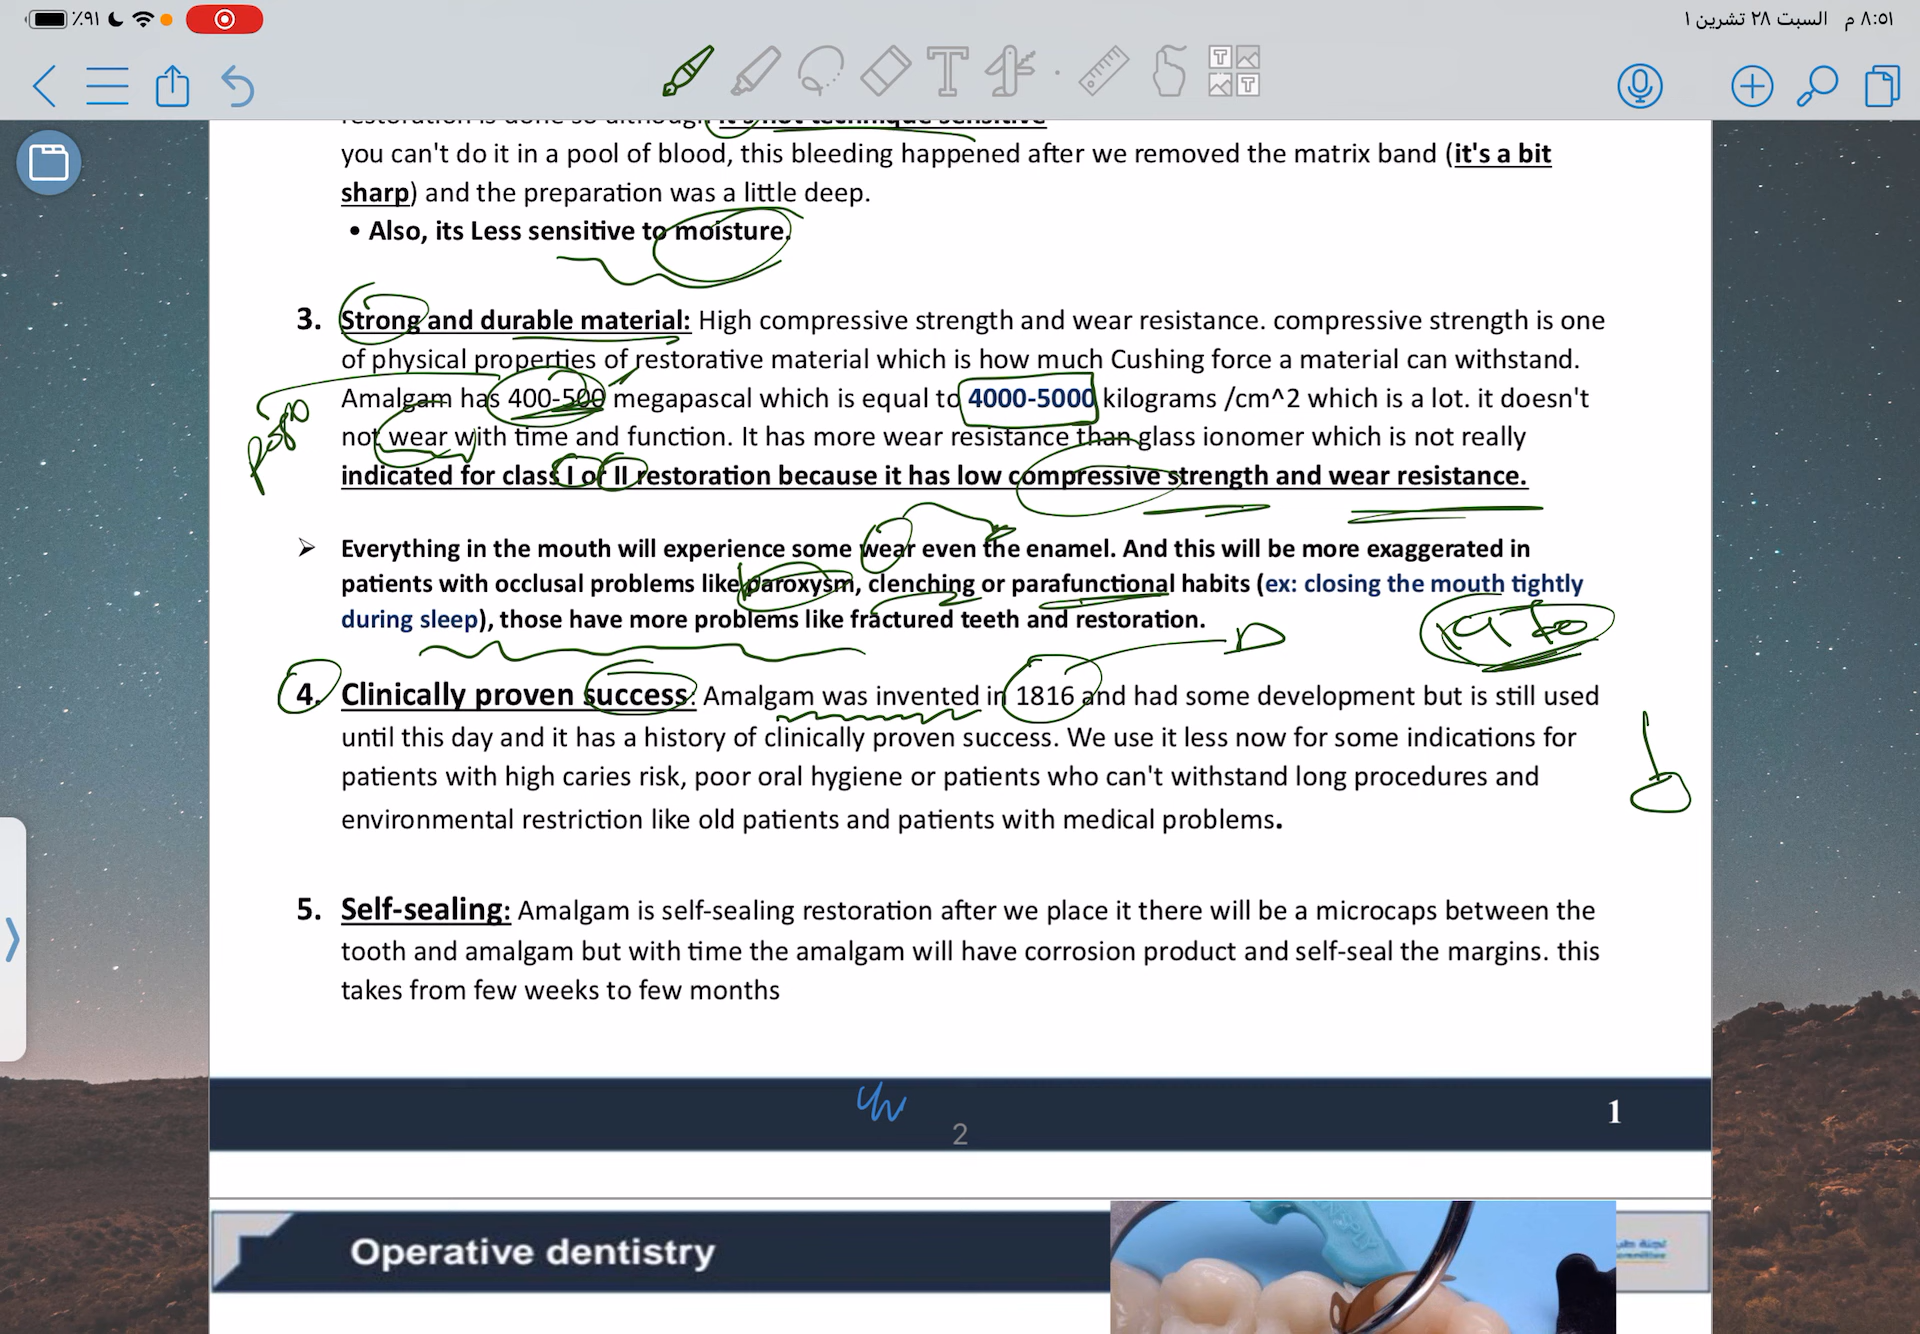 ٪٩١
السبت ٢٨ تشرين ١ ٨:٥١ م
it's not technique sensitive
you can't do it in a pool of blood, this bleeding happened after we removed the matrix band (it's a bit
sharp) and the preparation was a little deep.
• Also, its Less sensitive to moisture.
3. Strong and durable material: High compressive strength and wear resistance. compressive strength is one
of physical properties of restorative material which is how much Cushing force a material can withstand.
Amalgam has 400-500 megapascal which is equal to 4000-5000 kilograms /cm^2 which is a lot. it doesn't
not wear with time and function. It has more wear resistance than glass ionomer which is not really
indicated for class I or II restoration because it has low compressive strength and wear resistance.
➢ Everything in the mouth will experience some wear even the enamel. And this will be more exaggerated in
patients with occlusal problems like paroxysm, clenching or parafunctional habits (ex: closing the mouth tightly
during sleep), those have more problems like fractured teeth and restoration.
4. Clinically proven success: Amalgam was invented in 1816 and had some development but is still used
until this day and it has a history of clinically proven success. We use it less now for some indications for
patients with high caries risk, poor oral hygiene or patients who can't withstand long procedures and
environmental restriction like old patients and patients with medical problems.
5. Self-sealing: Amalgam is self-sealing restoration after we place it there will be a microcaps between the
tooth and amalgam but with time the amalgam will have corrosion product and self-seal the margins. this
takes from few weeks to few months
1
2
Operative dentistry